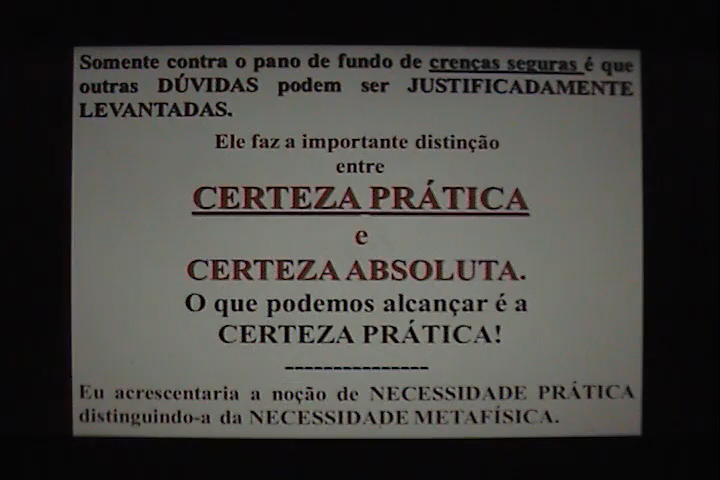 Somente contra o pano de fundo de crenças seguras é que
outras DÚVIDAS podem ser JUSTIFICADAMENTE
LEVANTADAS.
Ele faz a importante distinção
entre
CERTEZA PRÁTICA
e
CERTEZA ABSOLUTA.
O que podemos alcançar é a
CERTEZA PRÁTICA!
---------------
Eu acrescentaria a noção de NECESSIDADE PRÁTICA
distinguindo-a da NECESSIDADE METAFÍSICA.